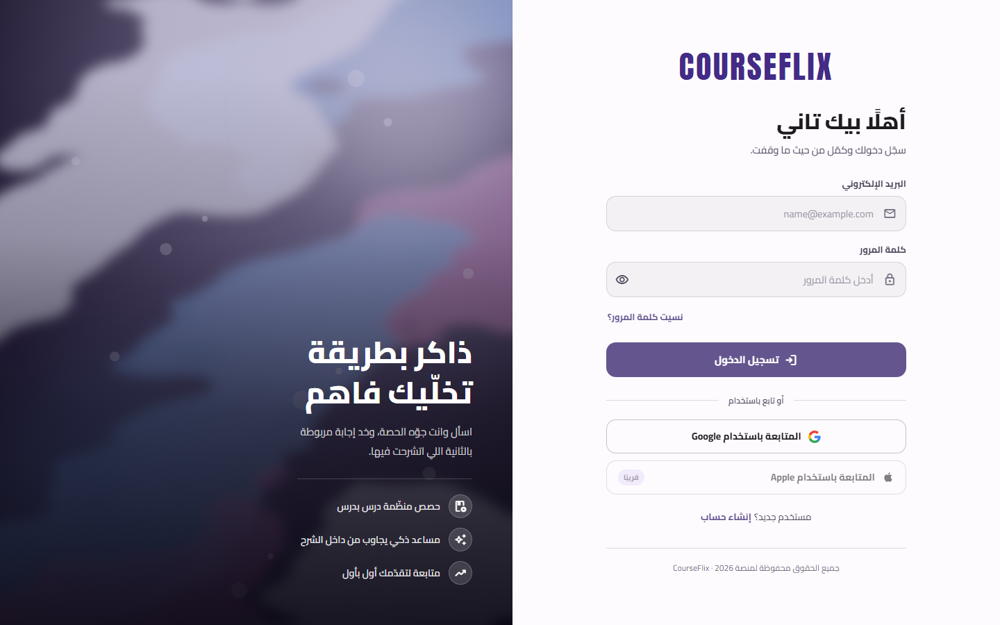 COURSEFLIX
أهلًا بيك تاني
سجّل دخولك وكمّل من حيث ما وقفت.
البريد الإلكتروني
name@example.com
كلمة المرور
أدخل كلمة المرور
نسيت كلمة المرور؟
تسجيل الدخول
أو تابع باستخدام
المتابعة باستخدام Google
المتابعة باستخدام Apple
قريبًا
مستخدم جديد؟ إنشاء حساب
جميع الحقوق محفوظة لمنصة CourseFlix · 2026
ذاكر بطريقة
تخلّيك فاهم
اسأل وانت جوّه الحصة، وخد إجابة مربوطة
بالثانية اللي اتشرحت فيها.
حصص منظّمة درس بدرس
مساعد ذكي يجاوب من داخل الشرح
متابعة لتقدّمك أول بأول